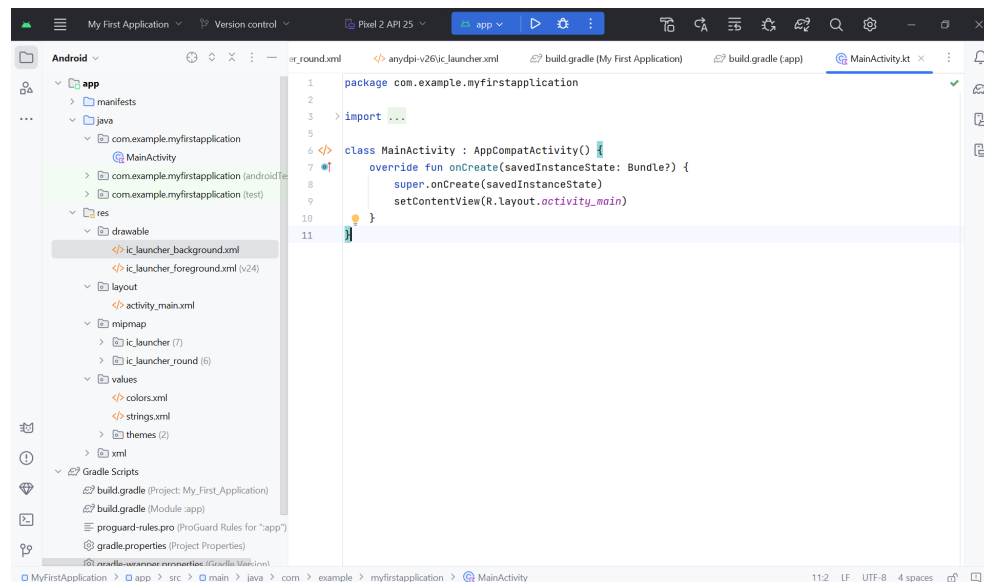 My First Application Version control Pixel 2 API 25 app
Android
er_round.xml anydpi-v26\ic_launcher.xml build.gradle (My First Application) build.gradle (:app) MainActivity.kt
app
manifests
java
com.example.myfirstapplication
MainActivity
com.example.myfirstapplication (androidTe
com.example.myfirstapplication (test)
res
drawable
ic_launcher_background.xml
ic_launcher_foreground.xml (v24)
layout
activity_main.xml
mipmap
ic_launcher (7)
ic_launcher_round (6)
values
colors.xml
strings.xml
themes (2)
xml
Gradle Scripts
build.gradle (Project: My_First_Application)
build.gradle (Module :app)
proguard-rules.pro (ProGuard Rules for ":app")
gradle.properties (Project Properties)
gradle-wrapper.properties (Gradle Version)
1 package com.example.myfirstapplication
2
3 import ...
5
6 class MainActivity : AppCompatActivity() {
7 override fun onCreate(savedInstanceState: Bundle?) {
8 super.onCreate(savedInstanceState)
9 setContentView(R.layout.activity_main)
10 }
11 }
MyFirstApplication > app > src > main > java > com > example > myfirstapplication > MainActivity 11:2 LF UTF-8 4 spaces